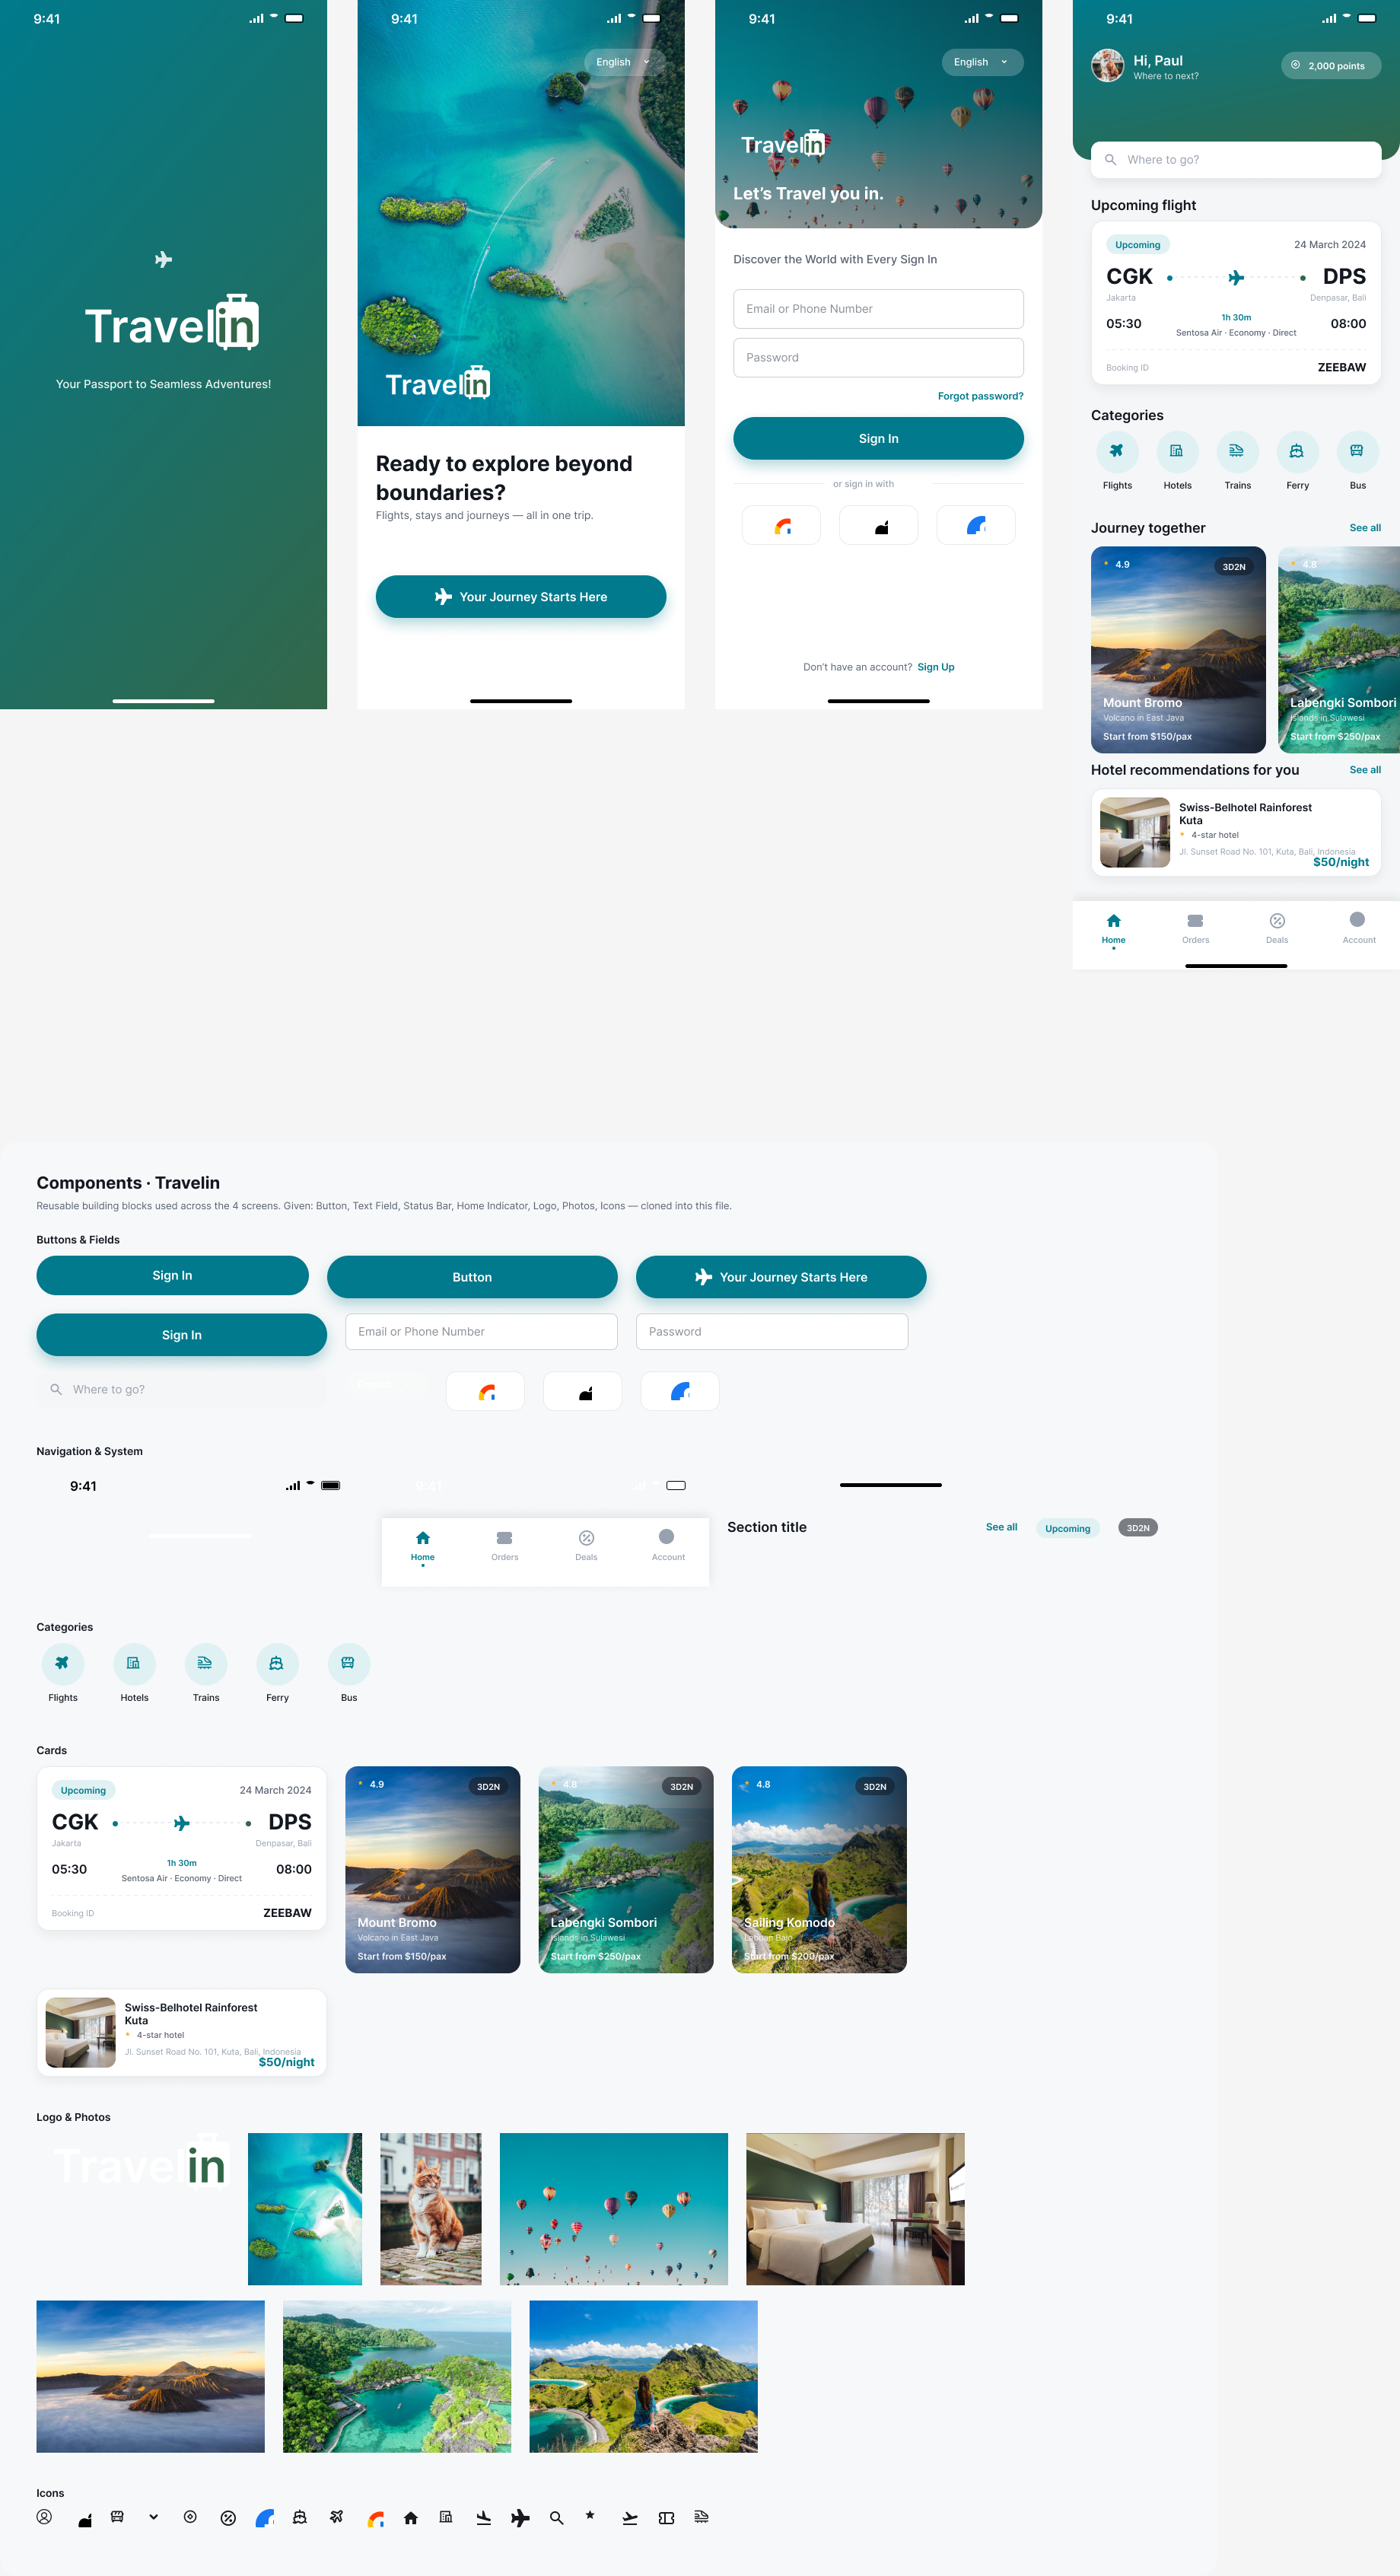 9:41
Travelin
Your Passport to Seamless Adventures!
9:41
English
Travelin
Ready to explore beyond
boundaries?
Flights, stays and journeys — all in one trip.
Your Journey Starts Here
9:41
English
Travelin
Let's Travel you in.
Discover the World with Every Sign In
Email or Phone Number
Password
Forgot password?
Sign In
or sign in with
Don't have an account? Sign Up
9:41
Hi, Paul
Where to next?
2,000 points
Where to go?
Upcoming flight
Upcoming
24 March 2024
CGK
DPS
Jakarta
Denpasar, Bali
05:30
1h 30m
08:00
Sentosa Air · Economy · Direct
Booking ID
ZEEBAW
Categories
Flights
Hotels
Trains
Ferry
Bus
Journey together
See all
4.9
3D2N
Mount Bromo
Volcano in East Java
Start from $150/pax
4.8
Labengki Sombori
Islands in Sulawesi
Start from $250/pax
Hotel recommendations for you
See all
Swiss-Belhotel Rainforest
Kuta
4-star hotel
Jl. Sunset Road No. 101, Kuta, Bali, Indonesia
$50/night
Home
Orders
Deals
Account
Components · Travelin
Reusable building blocks used across the 4 screens. Given: Button, Text Field, Status Bar, Home Indicator, Logo, Photos, Icons — cloned into this file.
Buttons & Fields
Sign In
Button
Your Journey Starts Here
Sign In
Email or Phone Number
Password
Where to go?
English
Navigation & System
9:41
9:41
Home
Orders
Deals
Account
Section title
See all
Upcoming
3D2N
Categories
Flights
Hotels
Trains
Ferry
Bus
Cards
Upcoming
24 March 2024
CGK
DPS
Jakarta
Denpasar, Bali
05:30
1h 30m
08:00
Sentosa Air · Economy · Direct
Booking ID
ZEEBAW
4.9
3D2N
Mount Bromo
Volcano in East Java
Start from $150/pax
4.8
3D2N
Labengki Sombori
Islands in Sulawesi
Start from $250/pax
4.8
3D2N
Sailing Komodo
Labuan Bajo
Start from $200/pax
Swiss-Belhotel Rainforest
Kuta
4-star hotel
Jl. Sunset Road No. 101, Kuta, Bali, Indonesia
$50/night
Logo & Photos
Travelin
Icons